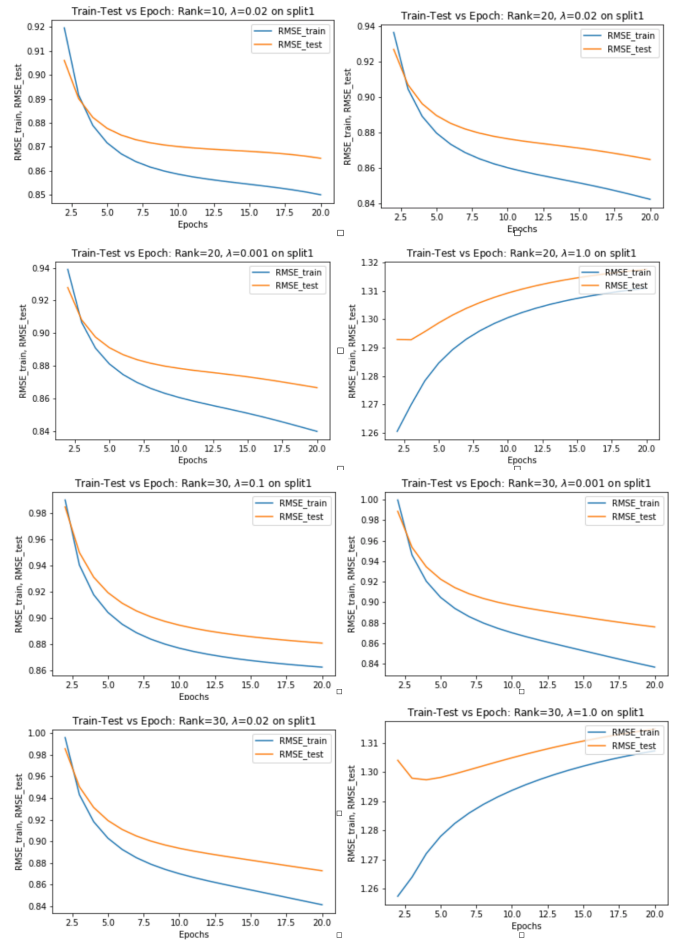 Train-Test vs Epoch: Rank=10, λ=0.02 on split1
RMSE_train
RMSE_test
RMSE_train, RMSE_test
0.92
0.91
0.90
0.89
0.88
0.87
0.86
0.85
2.5 5.0 7.5 10.0 12.5 15.0 17.5 20.0
Epochs
Train-Test vs Epoch: Rank=20, λ=0.02 on split1
RMSE_train
RMSE_test
RMSE_train, RMSE_test
0.94
0.92
0.90
0.88
0.86
0.84
2.5 5.0 7.5 10.0 12.5 15.0 17.5 20.0
Epochs
Train-Test vs Epoch: Rank=20, λ=0.001 on split1
RMSE_train
RMSE_test
RMSE_train, RMSE_test
0.94
0.92
0.90
0.88
0.86
0.84
2.5 5.0 7.5 10.0 12.5 15.0 17.5 20.0
Epochs
Train-Test vs Epoch: Rank=20, λ=1.0 on split1
RMSE_train
RMSE_test
RMSE_train, RMSE_test
1.32
1.31
1.30
1.29
1.28
1.27
1.26
2.5 5.0 7.5 10.0 12.5 15.0 17.5 20.0
Epochs
Train-Test vs Epoch: Rank=30, λ=0.1 on split1
RMSE_train
RMSE_test
RMSE_train, RMSE_test
0.98
0.96
0.94
0.92
0.90
0.88
0.86
2.5 5.0 7.5 10.0 12.5 15.0 17.5 20.0
Epochs
Train-Test vs Epoch: Rank=30, λ=0.001 on split1
RMSE_train
RMSE_test
RMSE_train, RMSE_test
1.00
0.98
0.96
0.94
0.92
0.90
0.88
0.86
0.84
2.5 5.0 7.5 10.0 12.5 15.0 17.5 20.0
Epochs
Train-Test vs Epoch: Rank=30, λ=0.02 on split1
RMSE_train
RMSE_test
RMSE_train, RMSE_test
1.00
0.98
0.96
0.94
0.92
0.90
0.88
0.86
0.84
2.5 5.0 7.5 10.0 12.5 15.0 17.5 20.0
Epochs
Train-Test vs Epoch: Rank=30, λ=1.0 on split1
RMSE_train
RMSE_test
RMSE_train, RMSE_test
1.31
1.30
1.29
1.28
1.27
1.26
2.5 5.0 7.5 10.0 12.5 15.0 17.5 20.0
Epochs